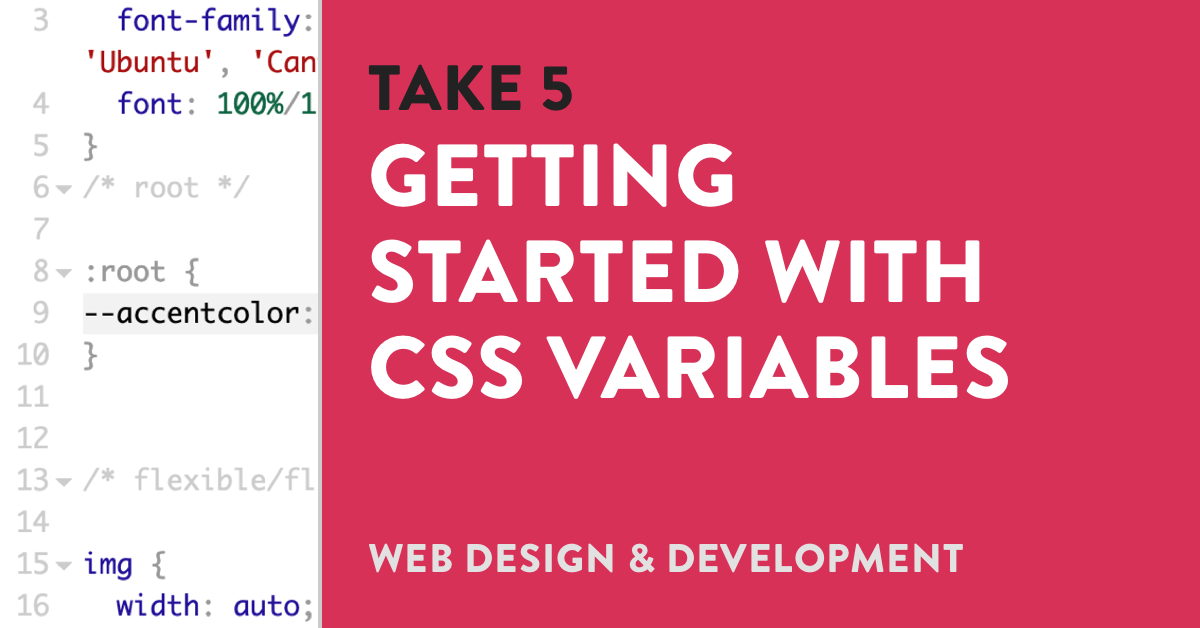 3 font-family:
'Ubuntu', 'Can
4 font: 100%/1
5 }
6 /* root */
7
8 :root {
9 --accentcolor:
10 }
11
12
13 /* flexible/fl
14
15 img {
16 width: auto;
TAKE 5
GETTING
STARTED WITH
CSS VARIABLES
WEB DESIGN & DEVELOPMENT